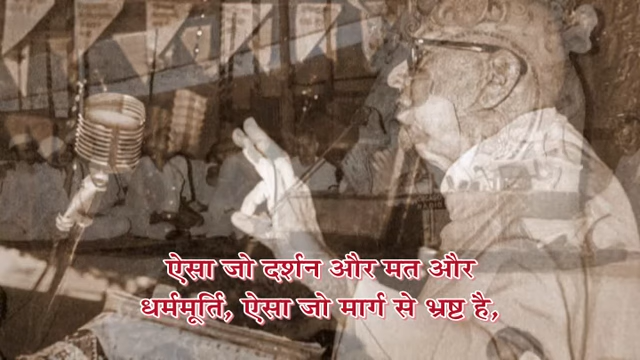 ऐसा जो दर्शन और मत और
धर्ममूर्ति, ऐसा जो मार्ग से भ्रष्ट है,